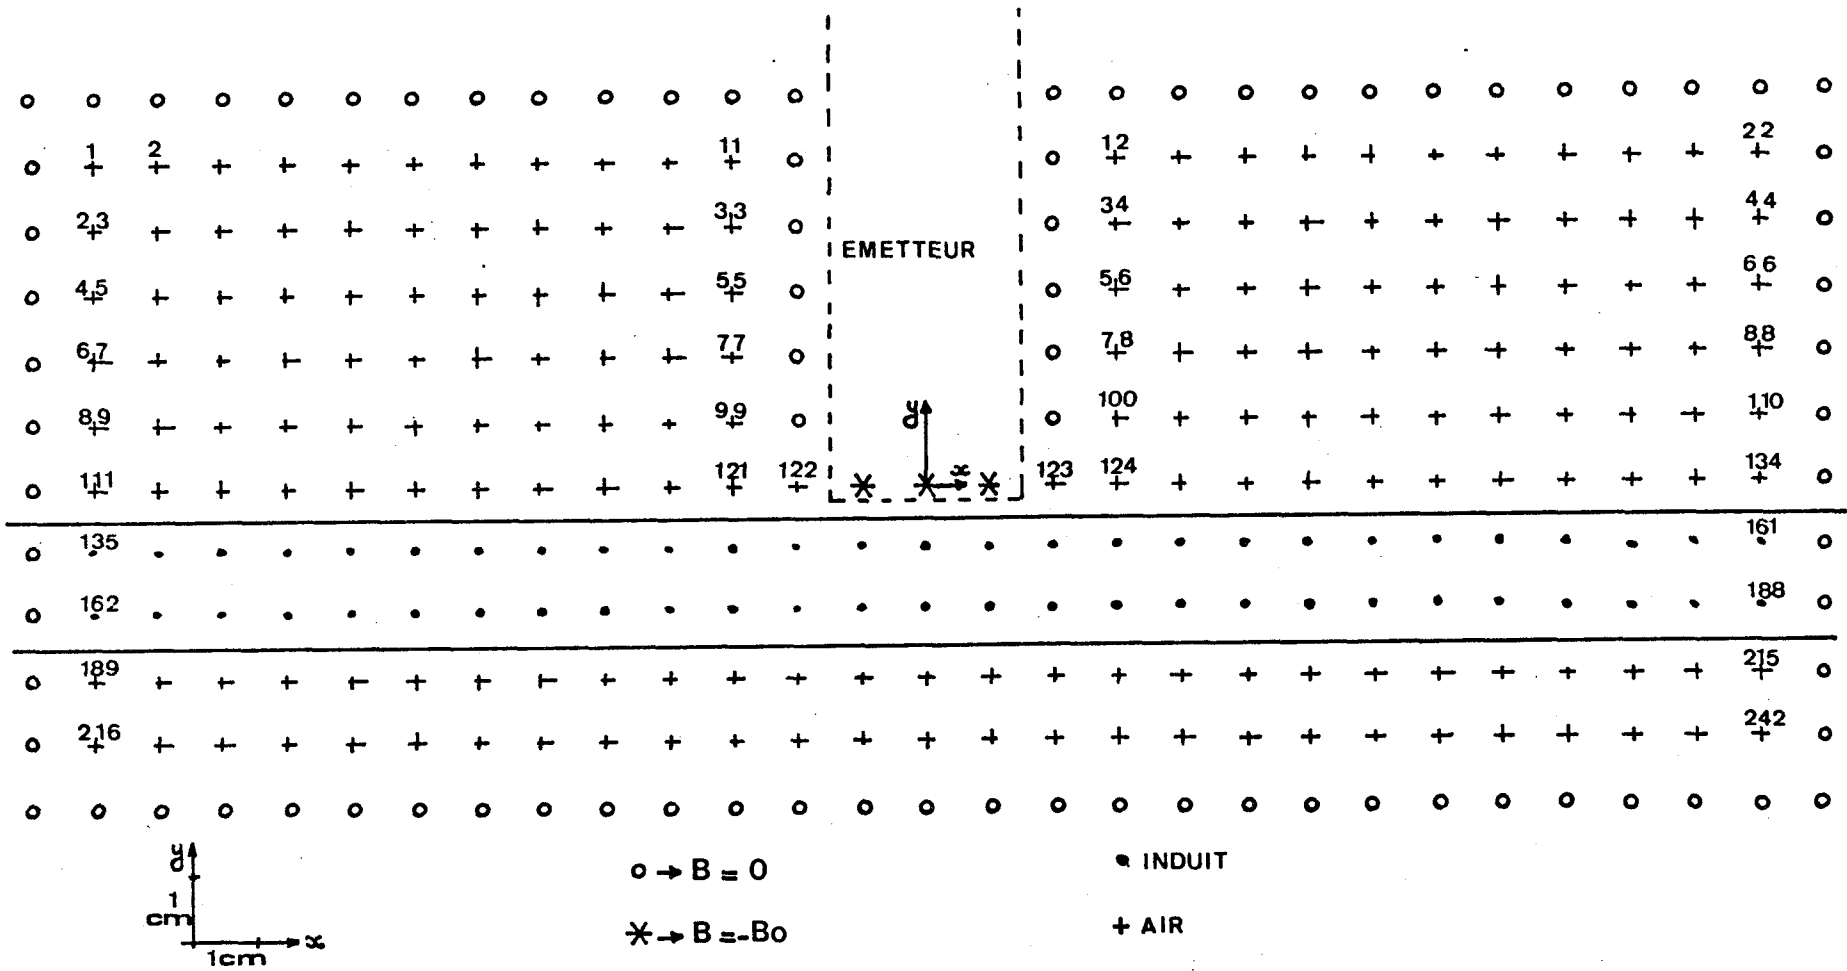 1 2 11 12 22
23 33 34 44
EMETTEUR
45 55 56 66
67 77 78 88
89 99 100 110
y
x
111 121 122 123 124 134
135 161
162 188
189 215
216 242
y
1
cm
1cm
x
o → B = 0
• INDUIT
* → B = -Bo
+ AIR